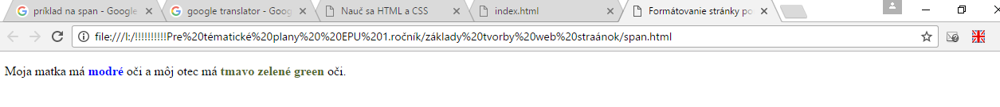 príklad na span - Google
google translator - Goog
Nauč sa HTML a CSS
index.html
Formátovanie stránky po
file:///I:/!!!!!!!!!!Pre%20tématické%20plany%20%20EPU%201.ročník/základy%20tvorby%20web%20straánok/span.html
Moja matka má modré oči a môj otec má tmavo zelené green oči.